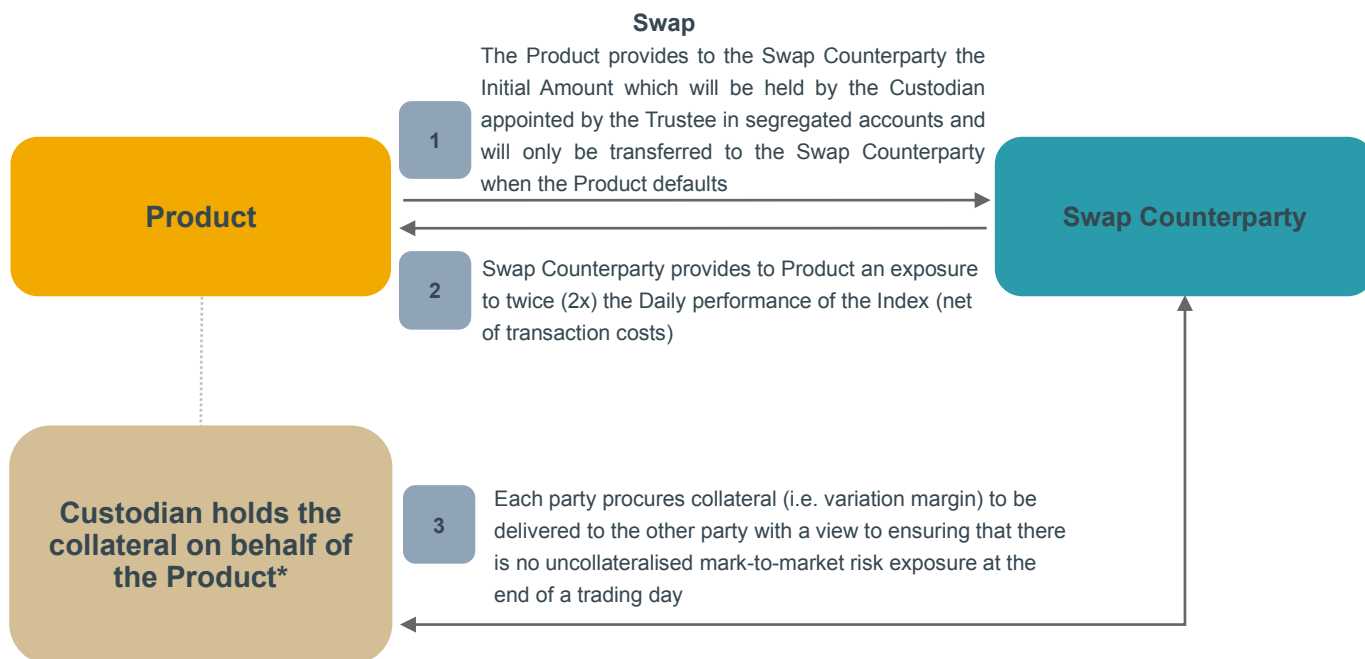 Swap
The Product provides to the Swap Counterparty the
Initial Amount which will be held by the Custodian
appointed by the Trustee in segregated accounts and
will only be transferred to the Swap Counterparty
when the Product defaults
1
Product
Swap Counterparty
2
Swap Counterparty provides to Product an exposure
to twice (2x) the Daily performance of the Index (net
of transaction costs)
Custodian holds the
collateral on behalf of
the Product*
3
Each party procures collateral (i.e. variation margin) to be
delivered to the other party with a view to ensuring that there
is no uncollateralised mark-to-market risk exposure at the
end of a trading day